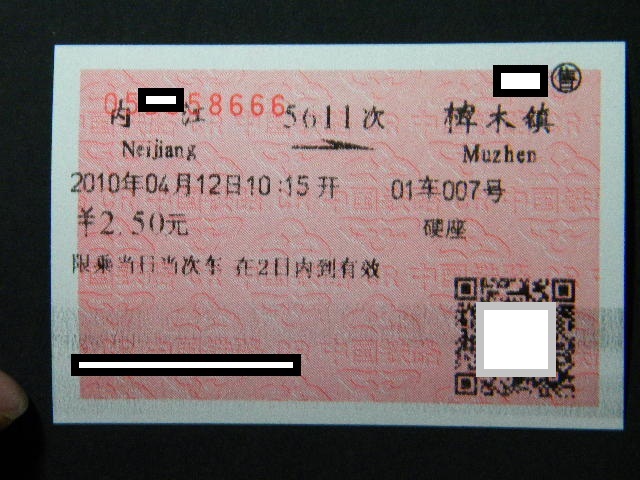 售
58666
内 江 5611次 椑木镇
Neijiang Muzhen
2010年04月12日10:15开 01车007号
¥2.50元 硬座
限乘当日当次车 在2日内到有效